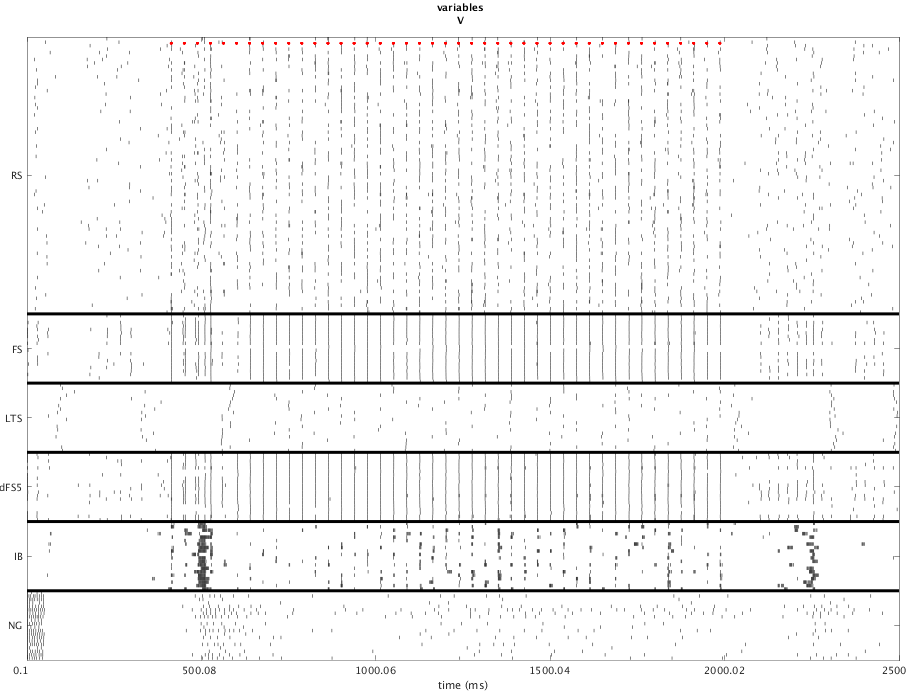 variables
V
RS
FS
LTS
dFS5
IB
NG
0.1
500.08
1000.06
1500.04
2000.02
2500
time (ms)